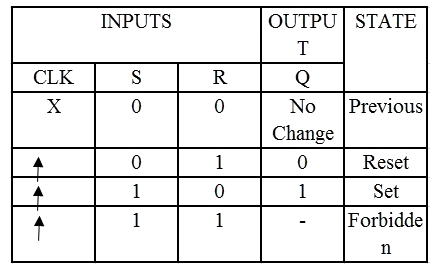 INPUTS OUTPU STATE
T
CLK S R Q
X 0 0 No Previous
Change
0 1 0 Reset
1 0 1 Set
1 1 - Forbidde
n